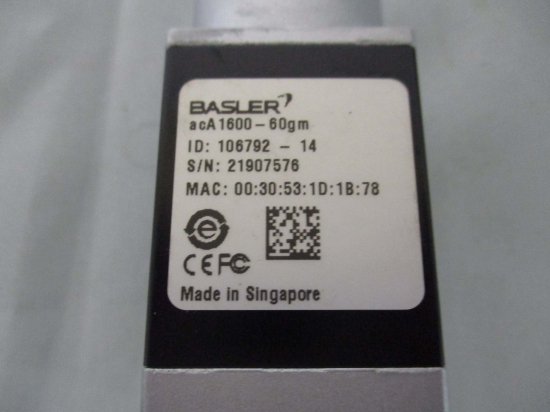 BASLER
acA1600-60gm
ID: 106792 - 14
S/N: 21907576
MAC: 00:30:53:1D:1B:78
e
CE FC
Made in Singapore